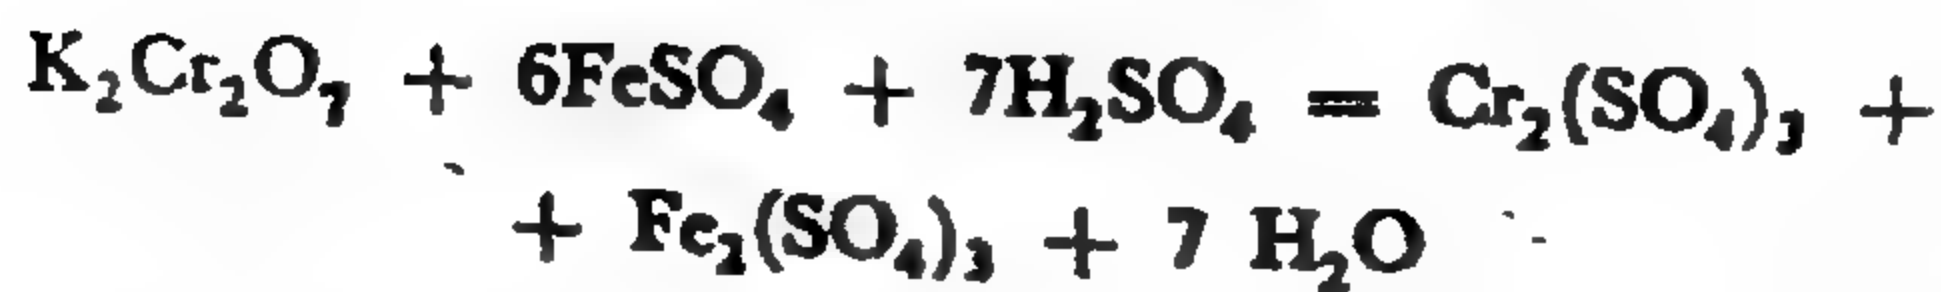 K₂Cr₂O₇ + 6FeSO₄ + 7H₂SO₄ = Cr₂(SO₄)₃ +
+ Fe₂(SO₄)₃ + 7 H₂O